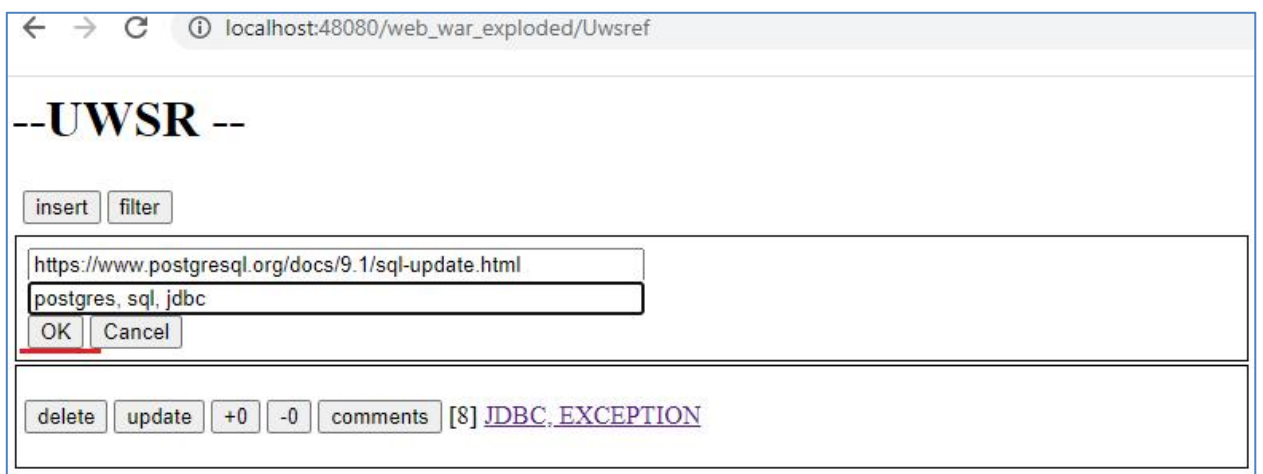 localhost:48080/web_war_exploded/Uwsref
--UWSR --
insert filter
https://www.postgresql.org/docs/9.1/sql-update.html
postgres, sql, jdbc
OK Cancel
delete update +0 -0 comments [8] JDBC, EXCEPTION